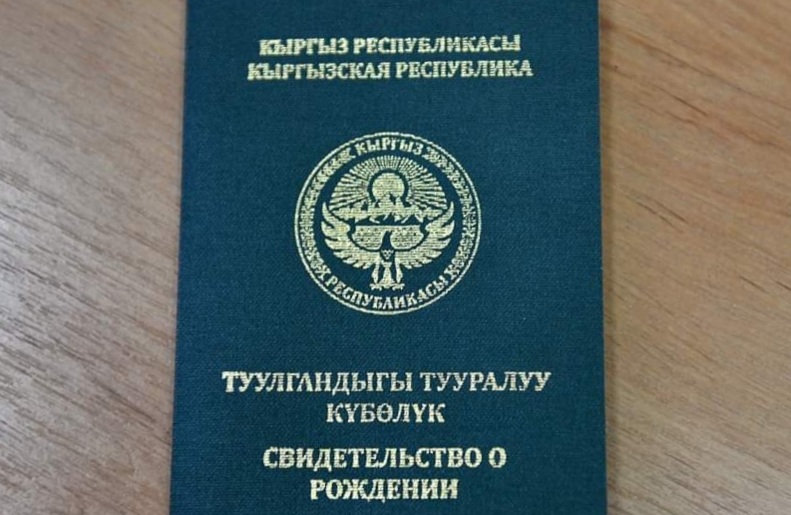 КЫРГЫЗ РЕСПУБЛИКАСЫ
КЫРГЫЗСКАЯ РЕСПУБЛИКА
КЫРГЫЗ
РЕСПУБЛИКАСЫ
ТУУЛГАНДЫГЫ ТУУРАЛУУ
КҮБӨЛҮК
СВИДЕТЕЛЬСТВО О
РОЖДЕНИИ